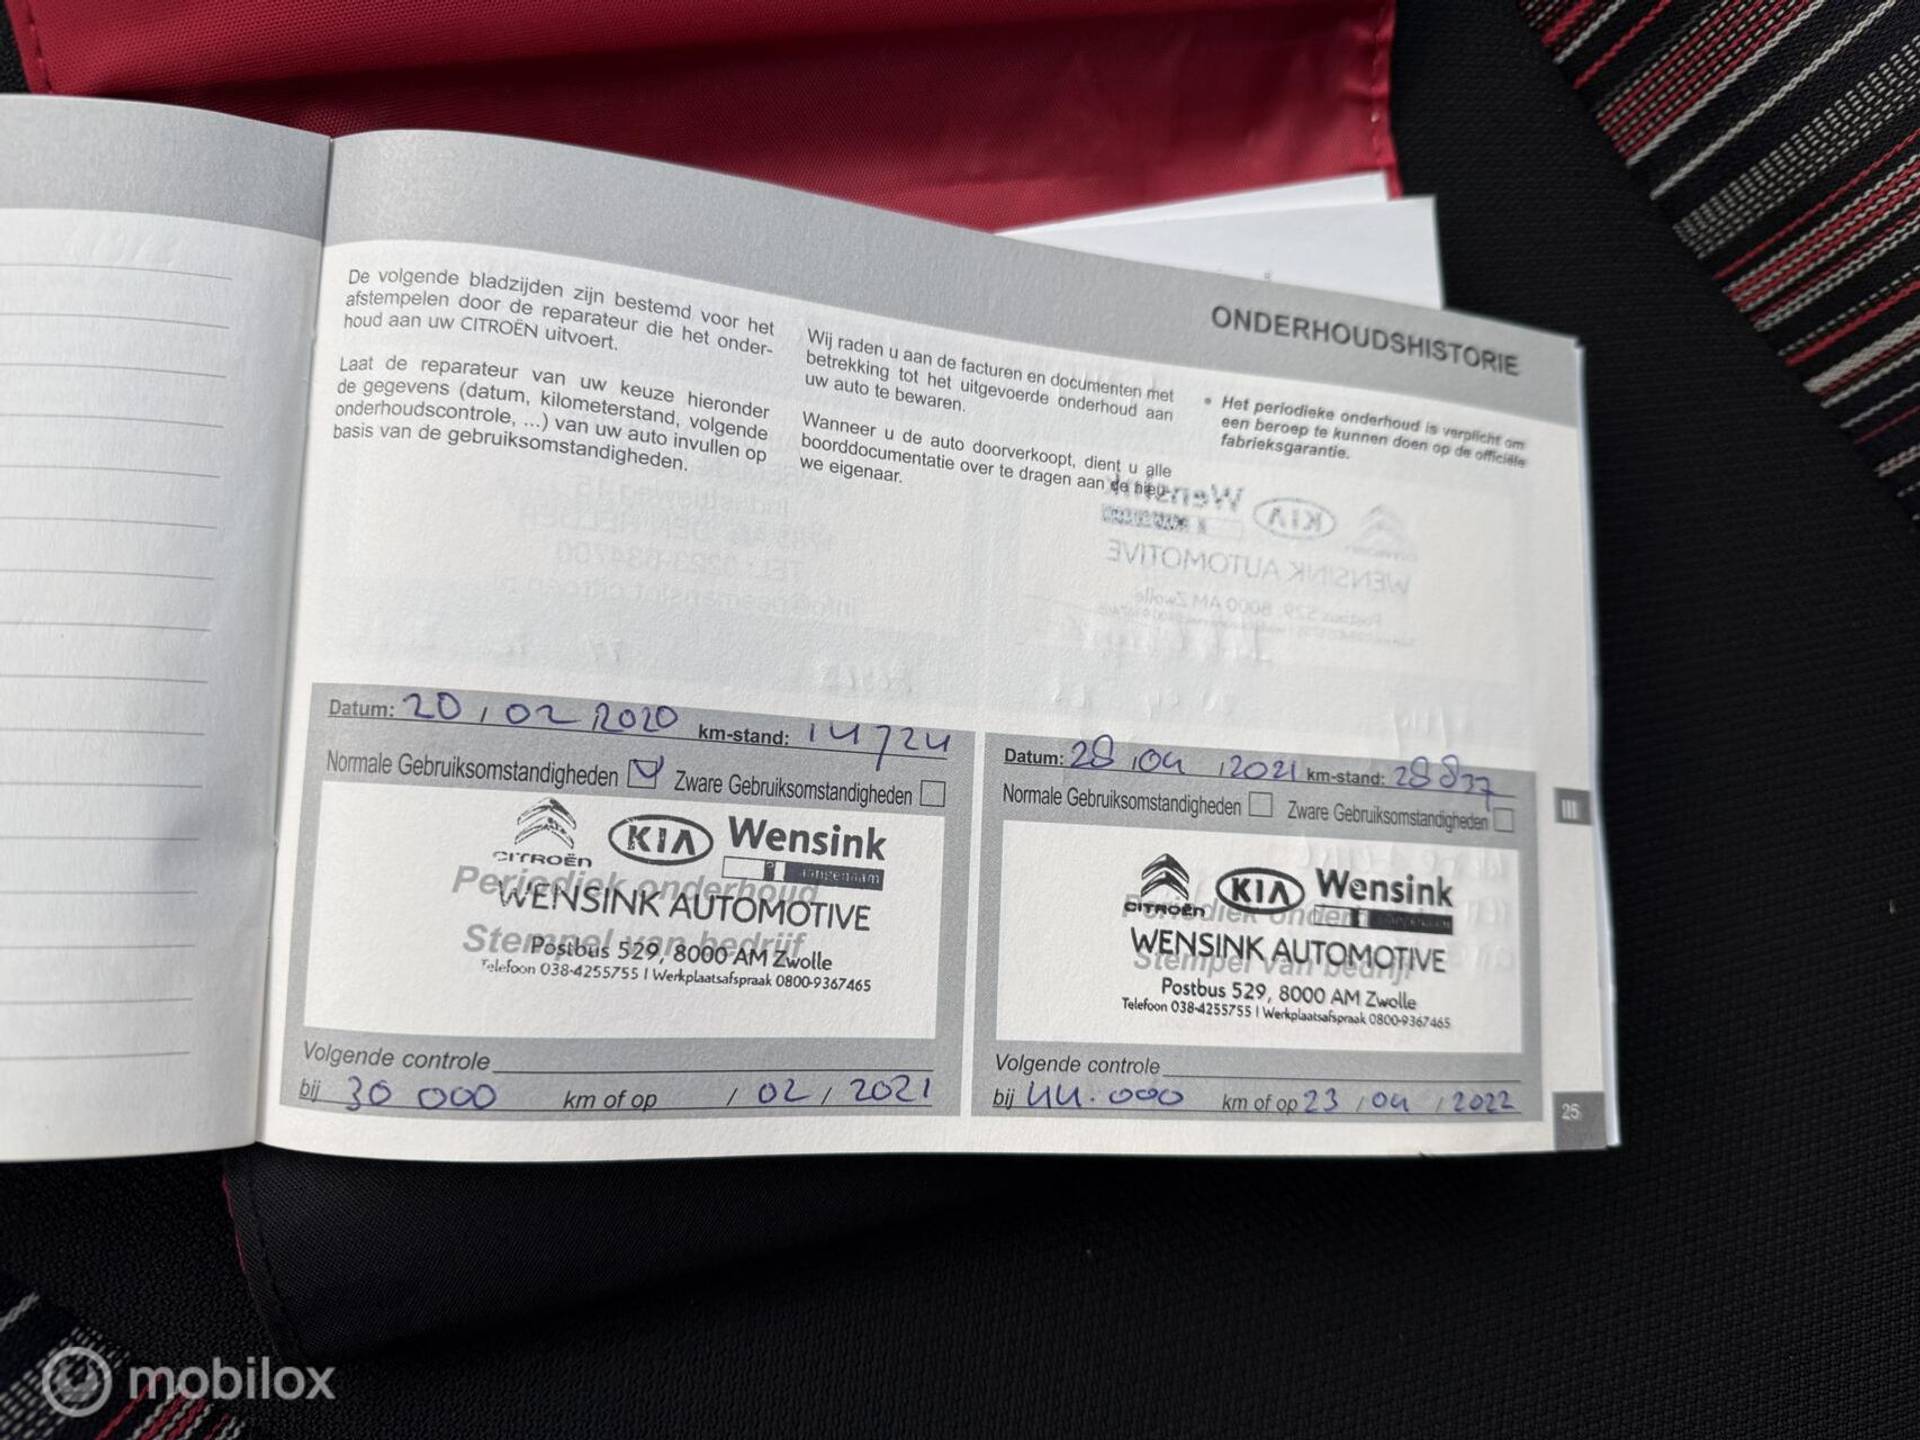 ONDERHOUDSHISTORIE
De volgende bladzijden zijn bestemd voor het
afstempelen door de reparateur die het onder-
houd aan uw CITROËN uitvoert.
Laat de reparateur van uw keuze hieronder
de gegevens (datum, kilometerstand, volgende
onderhoudscontrole, ...) van uw auto invullen op
basis van de gebruiksomstandigheden.
Wij raden u aan de facturen en documenten met
betrekking tot het uitgevoerde onderhoud aan
uw auto te bewaren.
Wanneer u de auto doorverkoopt, dient u alle
boorddocumentatie over te dragen aan de nieu-
we eigenaar.
• Het periodieke onderhoud is verplicht om
een beroep te kunnen doen op de officiële
fabrieksgarantie.
Datum: 20 / 02 / 2020 km-stand: 14724
Normale Gebruiksomstandigheden Zware Gebruiksomstandigheden
CITROËN KIA Wensink
aangenaam
Periodiek onderhoud
WENSINK AUTOMOTIVE
Stempel van bedrijf
Postbus 529, 8000 AM Zwolle
Telefoon 038-4255755 | Werkplaatsafspraak 0800-9367465
Volgende controle
bij 30 000 km of op / 02 / 2021
Datum: 28 / 04 / 2021 km-stand: 28837
Normale Gebruiksomstandigheden Zware Gebruiksomstandigheden
CITROËN KIA Wensink
Periodiek onderhoud
WENSINK AUTOMOTIVE
Stempel van bedrijf
Postbus 529, 8000 AM Zwolle
Telefoon 038-4255755 | Werkplaatsafspraak 0800-9367465
Volgende controle
bij 44.000 km of op 23 / 04 / 2022
III
25
mobilox